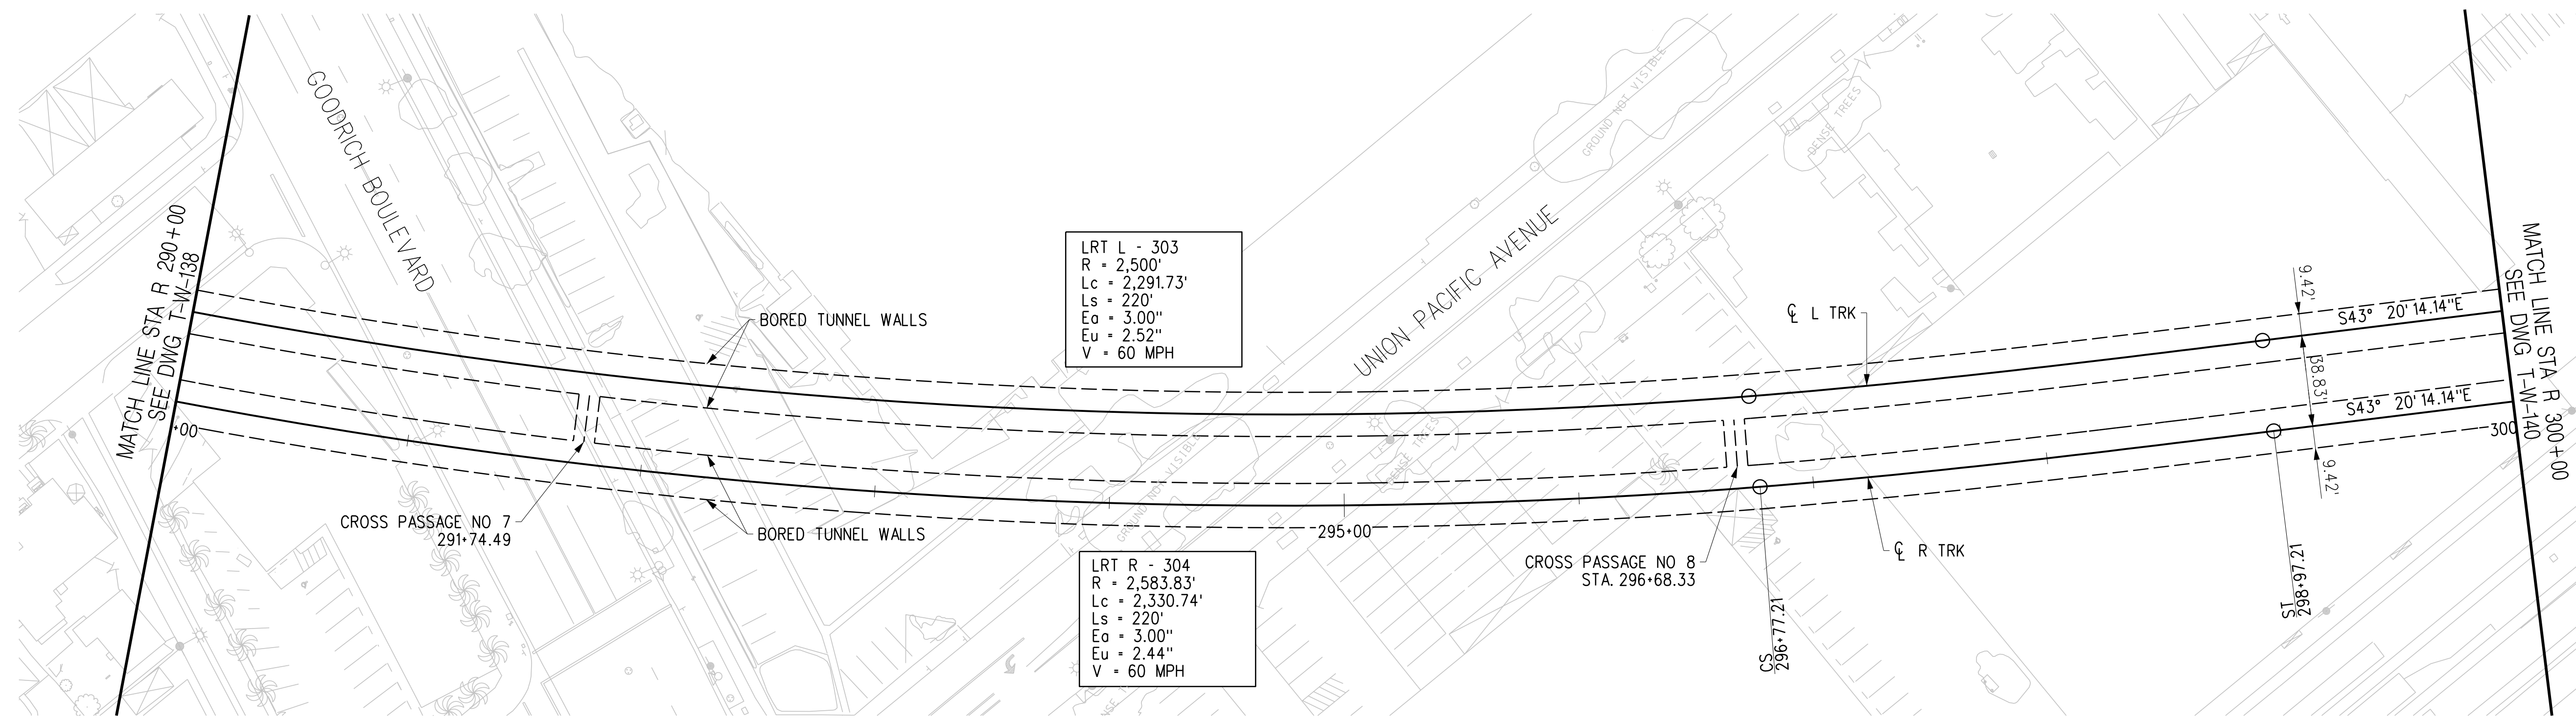 MATCH LINE STA R 290+00
SEE DWG T-W-138
GOODRICH BOULEVARD
+00
CROSS PASSAGE NO 7
291+74.49
BORED TUNNEL WALLS
BORED TUNNEL WALLS
LRT L - 303
R = 2,500'
Lc = 2,291.73'
Ls = 220'
Ea = 3.00"
Eu = 2.52"
V = 60 MPH
LRT R - 304
R = 2,583.83'
Lc = 2,330.74'
Ls = 220'
Ea = 3.00"
Eu = 2.44"
V = 60 MPH
GROUND NOT VISIBLE
295+00
UNION PACIFIC AVENUE
DENSE TREES
GROUND NOT VISIBLE
DENSE TREES
CROSS PASSAGE NO 8
STA. 296+68.33
CS
296+77.21
℄ L TRK
℄ R TRK
9.42'
38.83'
9.42'
S43° 20'14.14"E
S43° 20'14.14"E
ST
298+97.21
300
MATCH LINE STA R 300+00
SEE DWG T-W-140